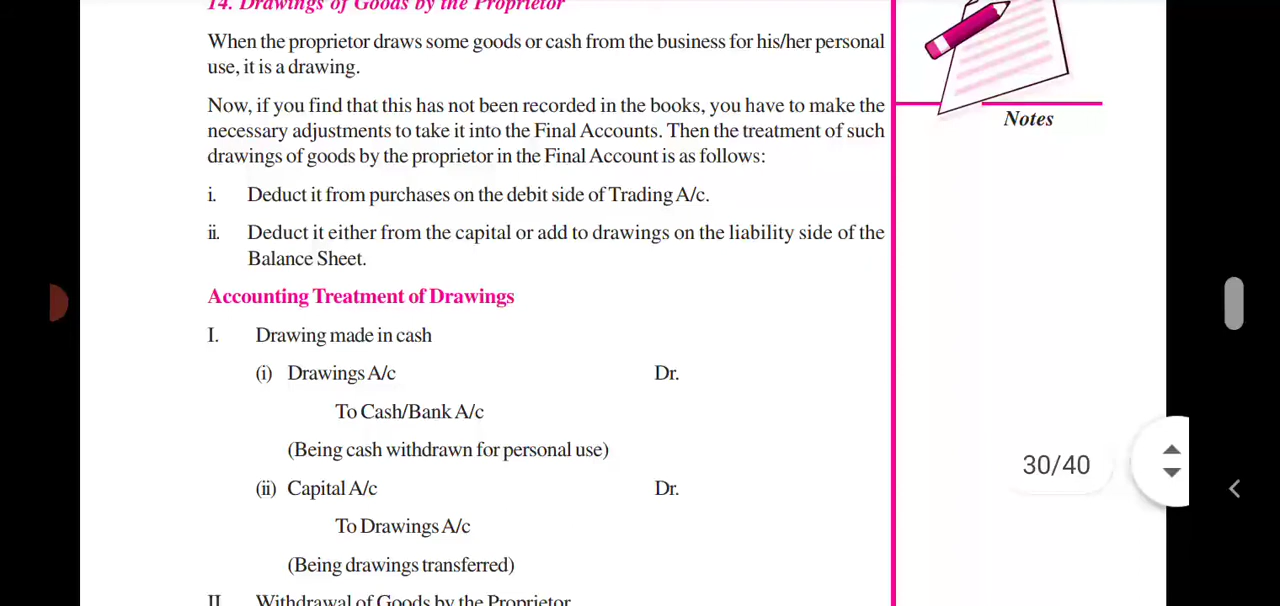 14. Drawings of Goods by the Proprietor
When the proprietor draws some goods or cash from the business for his/her personal
use, it is a drawing.
Now, if you find that this has not been recorded in the books, you have to make the
necessary adjustments to take it into the Final Accounts. Then the treatment of such
drawings of goods by the proprietor in the Final Account is as follows:
i. Deduct it from purchases on the debit side of Trading A/c.
ii. Deduct it either from the capital or add to drawings on the liability side of the
Balance Sheet.
Accounting Treatment of Drawings
I. Drawing made in cash
(i) Drawings A/c Dr.
To Cash/Bank A/c
(Being cash withdrawn for personal use)
(ii) Capital A/c Dr.
To Drawings A/c
(Being drawings transferred)
II Withdrawal of Goods by the Proprietor
Notes
30/40